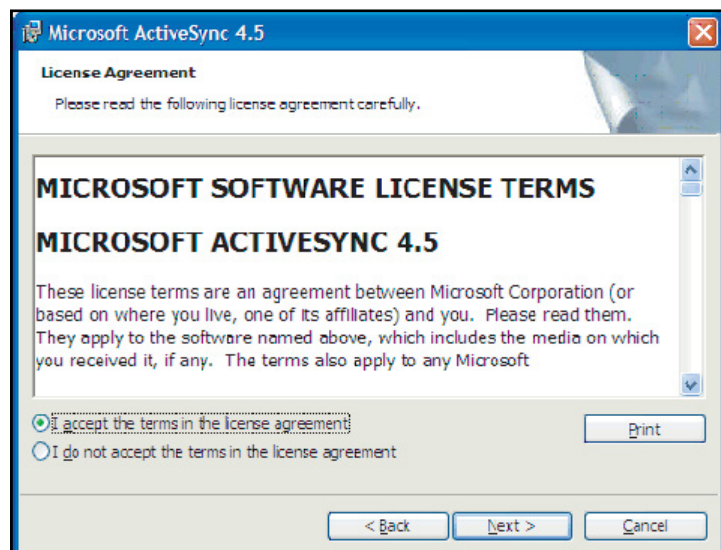 Microsoft ActiveSync 4.5
License Agreement
Please read the following license agreement carefully.
MICROSOFT SOFTWARE LICENSE TERMS
MICROSOFT ACTIVESYNC 4.5
These license terms are an agreement between Microsoft Corporation (or
based on where you live, one of its affiliates) and you.  Please read them.
They apply to the software named above, which includes the media on which
you received it, if any.  The terms also apply to any Microsoft
I accept the terms in the license agreement
Print
I do not accept the terms in the license agreement
< Back
Next >
Cancel